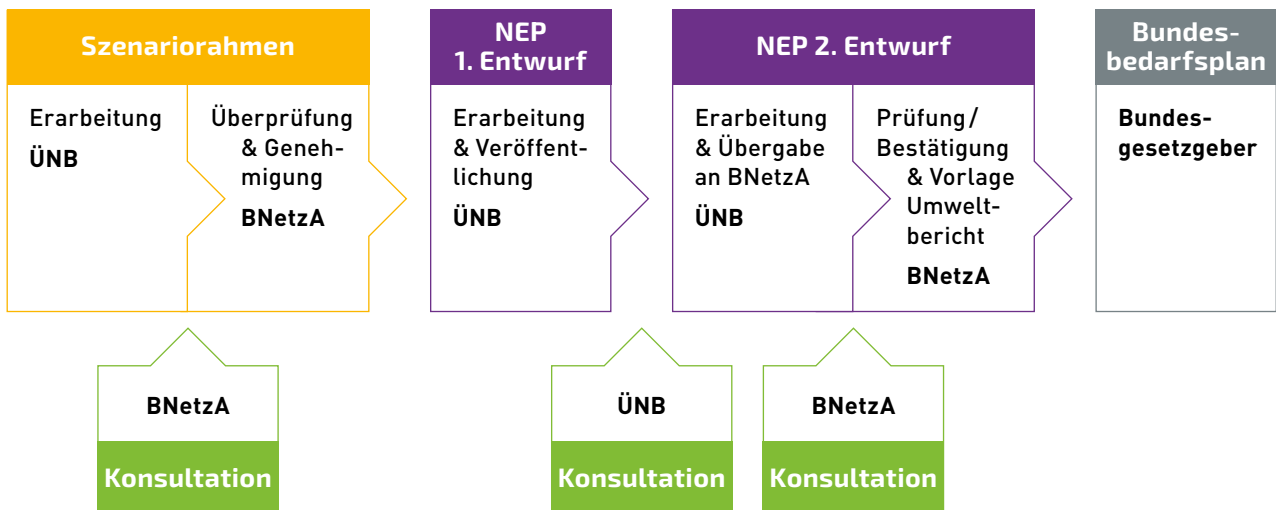 Szenariorahmen
Erarbeitung
ÜNB
Überprüfung
& Geneh-
migung
BNetzA
NEP
1. Entwurf
Erarbeitung
& Veröffent-
lichung
ÜNB
NEP 2. Entwurf
Erarbeitung
& Übergabe
an BNetzA
ÜNB
Prüfung/
Bestätigung
& Vorlage
Umwelt-
bericht
BNetzA
Bundes-
bedarfsplan
Bundes-
gesetzgeber
BNetzA
Konsultation
ÜNB
Konsultation
BNetzA
Konsultation